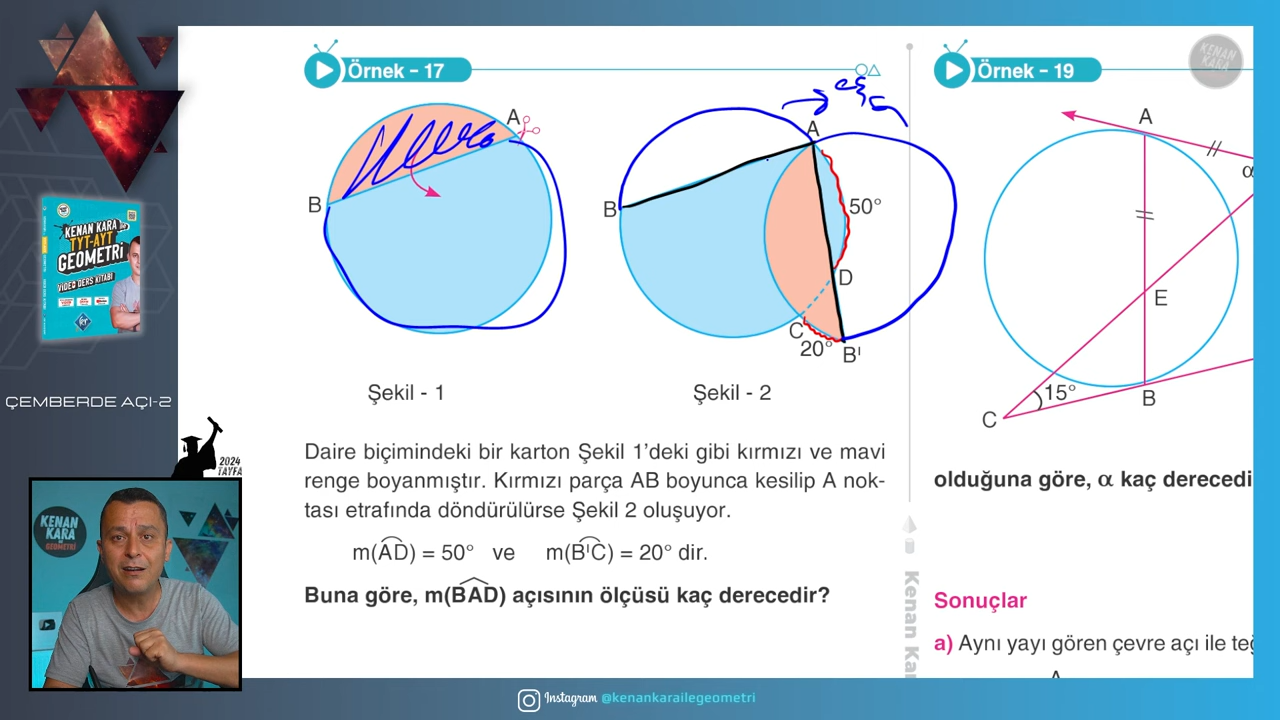 Örnek - 17
A
B
Şekil - 1
eş
A
B
50°
D
C
20°
B'
Şekil - 2
Daire biçimindeki bir karton Şekil 1'deki gibi kırmızı ve mavi
renge boyanmıştır. Kırmızı parça AB boyunca kesilip A nok-
tası etrafında döndürülürse Şekil 2 oluşuyor.
m(AD) = 50° ve m(B'C) = 20° dir.
Buna göre, m(BAD) açısının ölçüsü kaç derecedir?
Örnek - 19
A
α
E
15°
C
B
olduğuna göre, α kaç derecedi
Sonuçlar
a) Aynı yayı gören çevre açı ile teğ
A
Kenan Ka
KENAN
KARA
KENAN KARA
TYT-AYT
GEOMETRİ
VİDEO DERS KİTABI
ÇEMBERDE AÇI-2
2024
TAYFA
KENAN
KARA
GEOMETRİ
Instagram @kenankarailegeometri